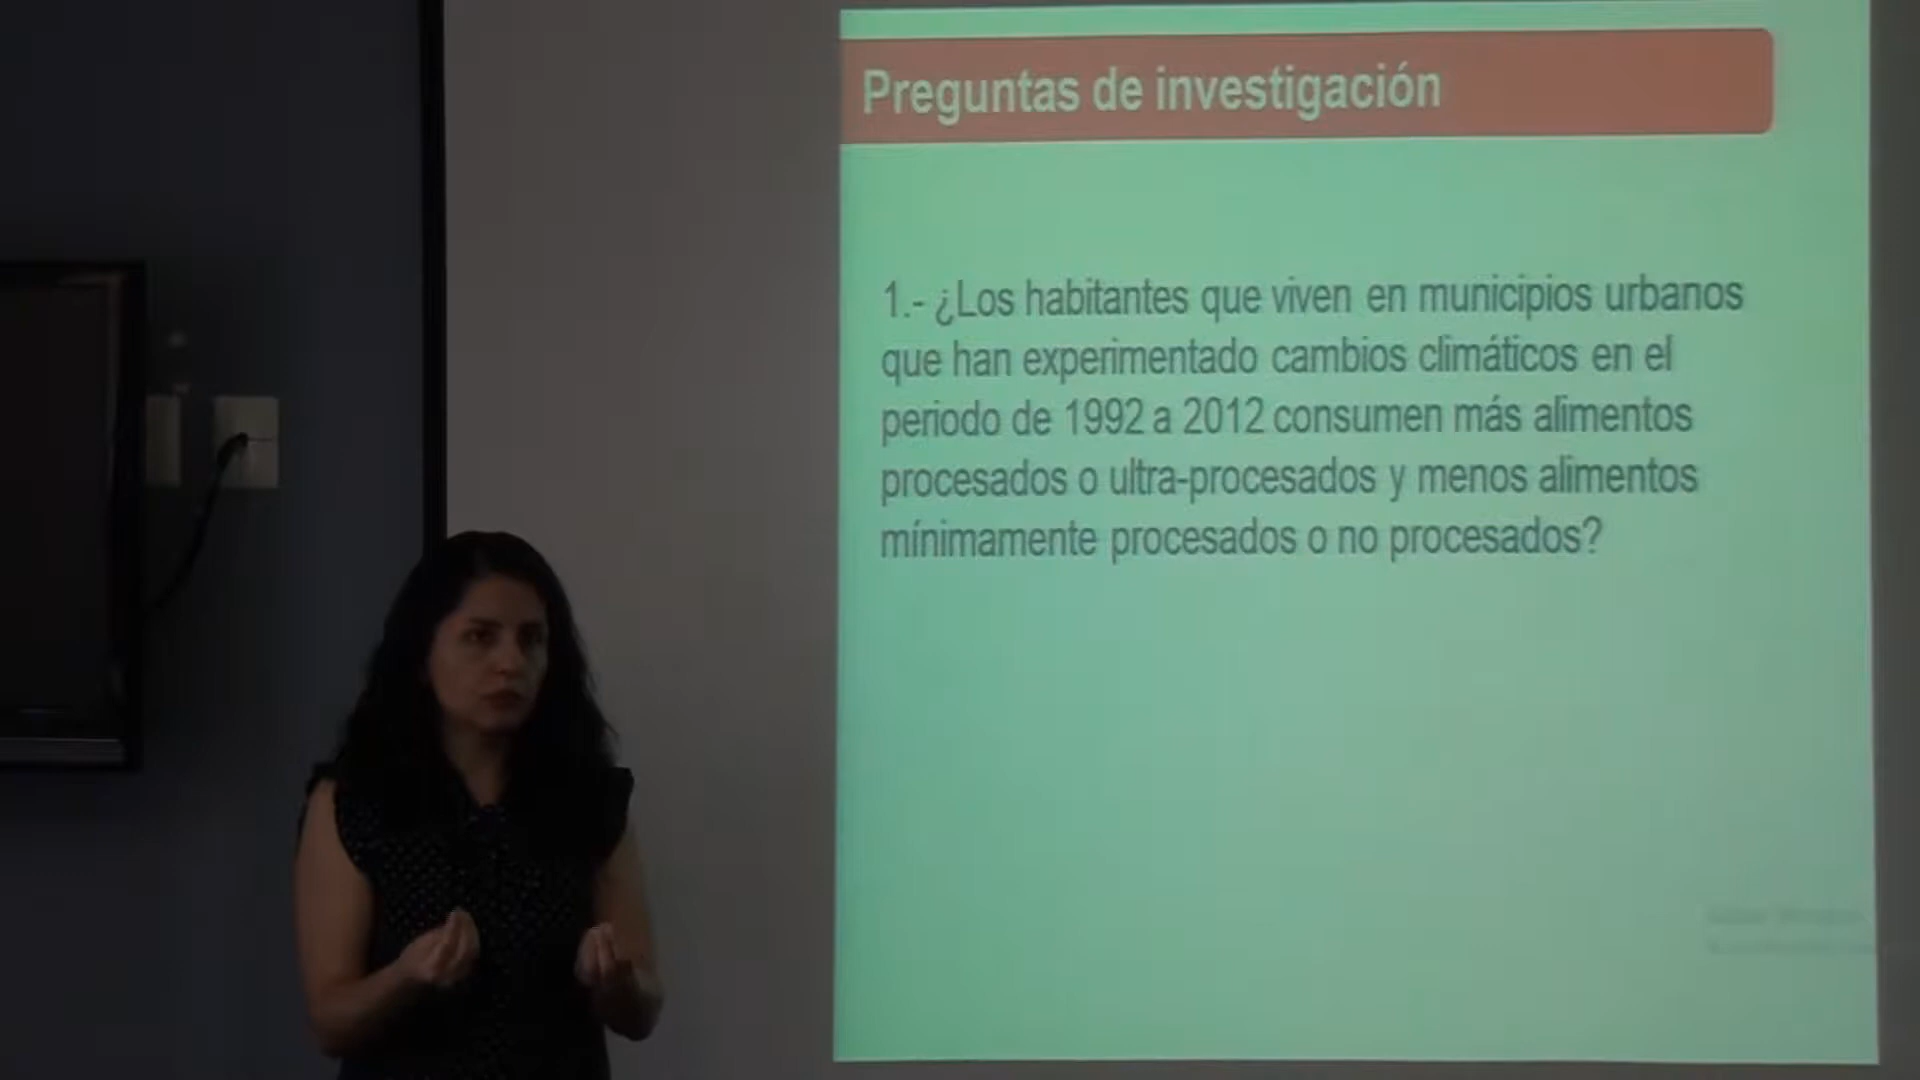 Preguntas de investigación
1.- ¿Los habitantes que viven en municipios urbanos
que han experimentado cambios climáticos en el
periodo de 1992 a 2012 consumen más alimentos
procesados o ultra-procesados y menos alimentos
mínimamente procesados o no procesados?